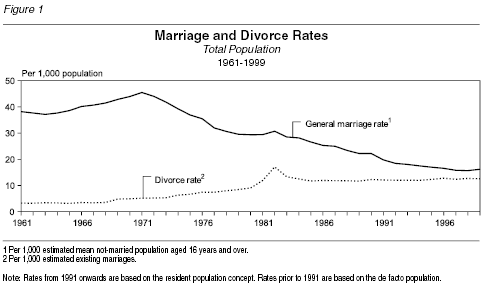 Figure 1
Marriage and Divorce Rates
Total Population
1961-1999
Per 1,000 population
50
40
General marriage rate1
30
20
Divorce rate2
10
0
1961 1966 1971 1976 1981 1986 1991 1996
1 Per 1,000 estimated mean not-married population aged 16 years and over.
2 Per 1,000 estimated existing marriages.
Note: Rates from 1991 onwards are based on the resident population concept. Rates prior to 1991 are based on the de facto population.